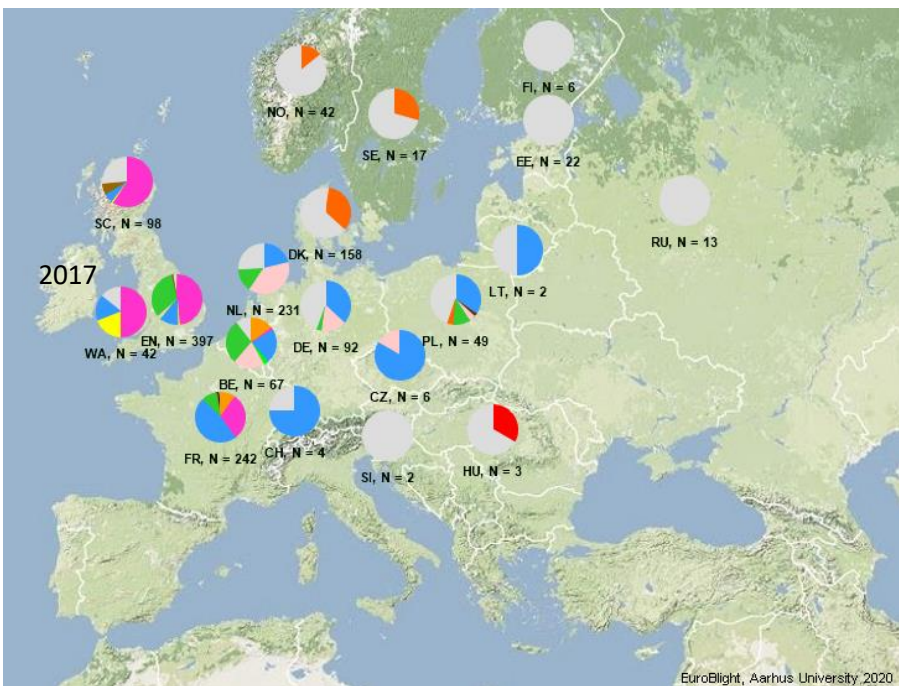 NO, N = 42
FI, N = 6
SE, N = 17
EE, N = 22
SC, N = 98
DK, N = 158
RU, N = 13
2017
NL, N = 231
LT, N = 2
WA, N = 42
EN, N = 397
DE, N = 92
PL, N = 49
BE, N = 67
CZ, N = 6
FR, N = 242
CH, N = 4
SI, N = 2
HU, N = 3
EuroBlight, Aarhus University 2020